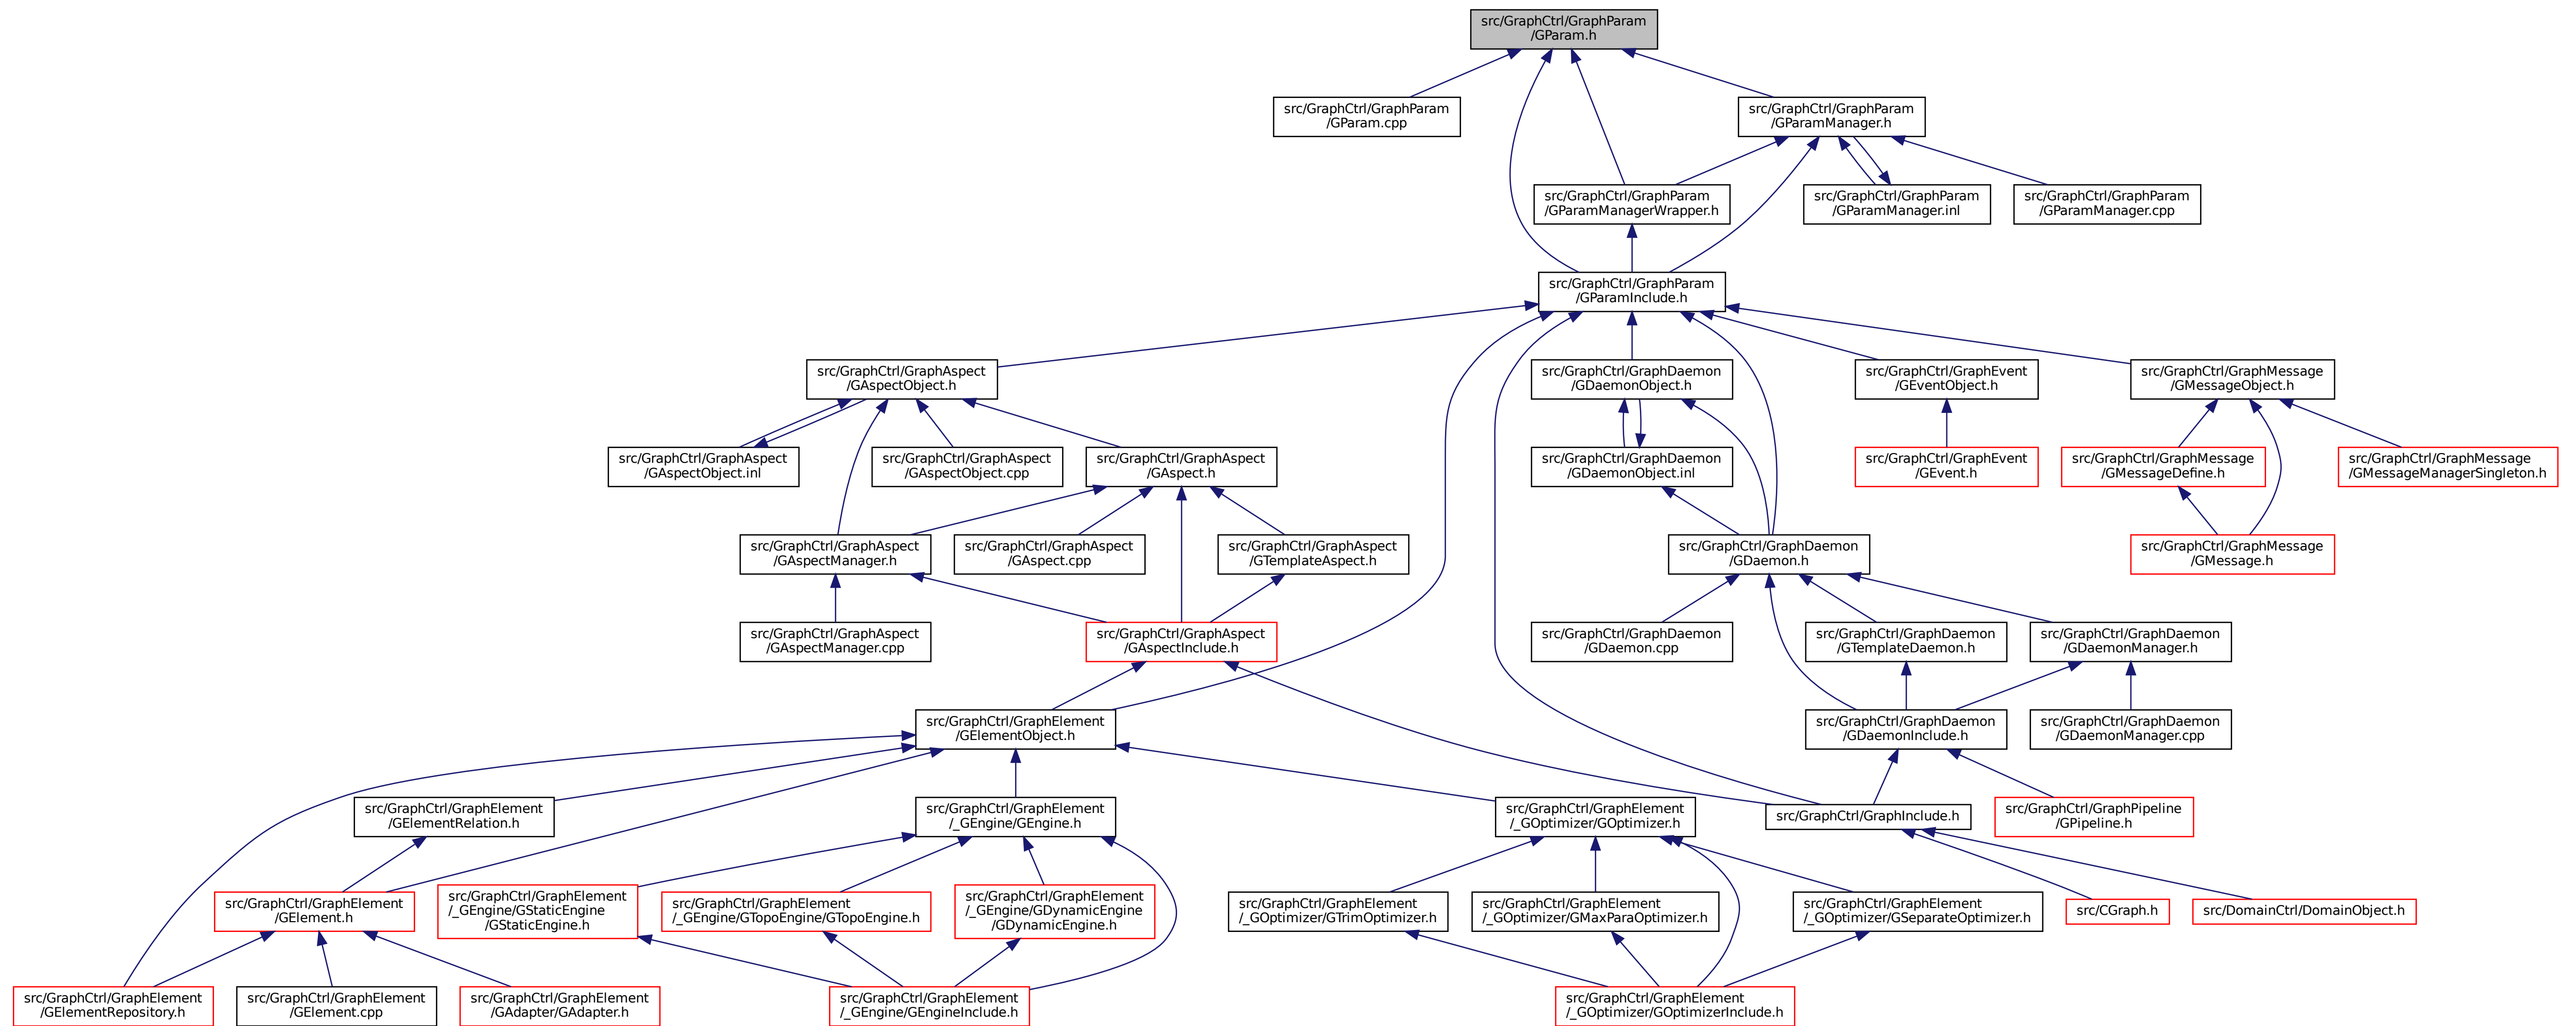 src/GraphCtrl/GraphParam
/GParam.h
src/GraphCtrl/GraphParam
/GParam.cpp
src/GraphCtrl/GraphParam
/GParamManager.h
src/GraphCtrl/GraphParam
/GParamManagerWrapper.h
src/GraphCtrl/GraphParam
/GParamManager.inl
src/GraphCtrl/GraphParam
/GParamManager.cpp
src/GraphCtrl/GraphParam
/GParamInclude.h
src/GraphCtrl/GraphAspect
/GAspectObject.h
src/GraphCtrl/GraphDaemon
/GDaemonObject.h
src/GraphCtrl/GraphEvent
/GEventObject.h
src/GraphCtrl/GraphMessage
/GMessageObject.h
src/GraphCtrl/GraphAspect
/GAspectObject.inl
src/GraphCtrl/GraphAspect
/GAspectObject.cpp
src/GraphCtrl/GraphAspect
/GAspect.h
src/GraphCtrl/GraphDaemon
/GDaemonObject.inl
src/GraphCtrl/GraphEvent
/GEvent.h
src/GraphCtrl/GraphMessage
/GMessageDefine.h
src/GraphCtrl/GraphMessage
/GMessageManagerSingleton.h
src/GraphCtrl/GraphAspect
/GAspectManager.h
src/GraphCtrl/GraphAspect
/GAspect.cpp
src/GraphCtrl/GraphAspect
/GTemplateAspect.h
src/GraphCtrl/GraphDaemon
/GDaemon.h
src/GraphCtrl/GraphMessage
/GMessage.h
src/GraphCtrl/GraphAspect
/GAspectManager.cpp
src/GraphCtrl/GraphAspect
/GAspectInclude.h
src/GraphCtrl/GraphDaemon
/GDaemon.cpp
src/GraphCtrl/GraphDaemon
/GTemplateDaemon.h
src/GraphCtrl/GraphDaemon
/GDaemonManager.h
src/GraphCtrl/GraphElement
/GElementObject.h
src/GraphCtrl/GraphDaemon
/GDaemonInclude.h
src/GraphCtrl/GraphDaemon
/GDaemonManager.cpp
src/GraphCtrl/GraphElement
/GElementRelation.h
src/GraphCtrl/GraphElement
/_GEngine/GEngine.h
src/GraphCtrl/GraphElement
/_GOptimizer/GOptimizer.h
src/GraphCtrl/GraphInclude.h
src/GraphCtrl/GraphPipeline
/GPipeline.h
src/GraphCtrl/GraphElement
/GElement.h
src/GraphCtrl/GraphElement
/_GEngine/GStaticEngine
/GStaticEngine.h
src/GraphCtrl/GraphElement
/_GEngine/GTopoEngine/GTopoEngine.h
src/GraphCtrl/GraphElement
/_GEngine/GDynamicEngine
/GDynamicEngine.h
src/GraphCtrl/GraphElement
/_GOptimizer/GTrimOptimizer.h
src/GraphCtrl/GraphElement
/_GOptimizer/GMaxParaOptimizer.h
src/GraphCtrl/GraphElement
/_GOptimizer/GSeparateOptimizer.h
src/CGraph.h
src/DomainCtrl/DomainObject.h
src/GraphCtrl/GraphElement
/GElementRepository.h
src/GraphCtrl/GraphElement
/GElement.cpp
src/GraphCtrl/GraphElement
/GAdapter/GAdapter.h
src/GraphCtrl/GraphElement
/_GEngine/GEngineInclude.h
src/GraphCtrl/GraphElement
/_GOptimizer/GOptimizerInclude.h